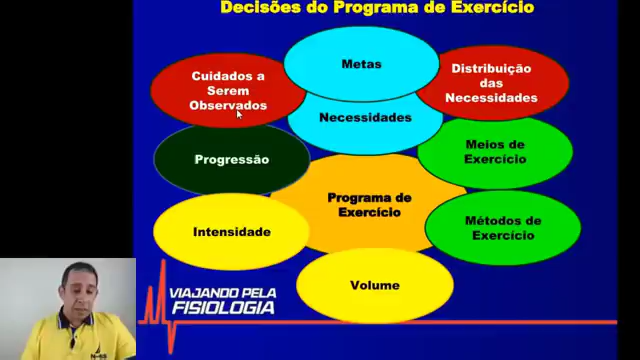 Decisões do Programa de Exercício
Metas
Cuidados a
Serem
Observados
Distribuição
das
Necessidades
Necessidades
Progressão
Meios de
Exercício
Programa de
Exercício
Intensidade
Métodos de
Exercício
Volume
VIAJANDO PELA
FISIOLOGIA